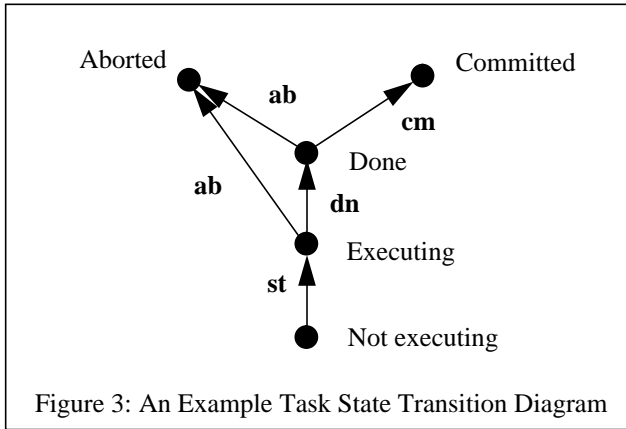 Aborted
Committed
ab
cm
Done
ab
dn
Executing
st
Not executing
Figure 3: An Example Task State Transition Diagram